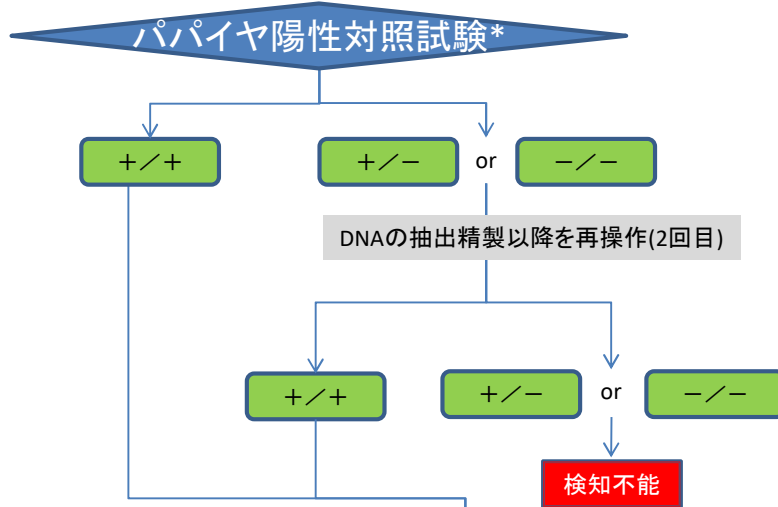 パパイヤ陽性対照試験*
＋／＋
＋／－ or －／－
DNAの抽出精製以降を再操作(2回目)
＋／＋
＋／－ or －／－
検知不能